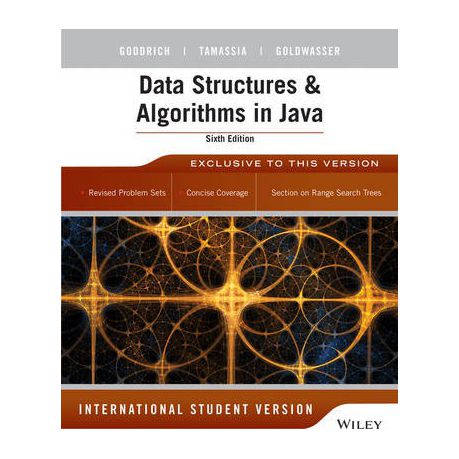 GOODRICH | TAMASSIA | GOLDWASSER
Data Structures &
Algorithms in Java
Sixth Edition
EXCLUSIVE TO THIS VERSION
• Revised Problem Sets • Concise Coverage Section on Range Search Trees
INTERNATIONAL STUDENT VERSION
WILEY